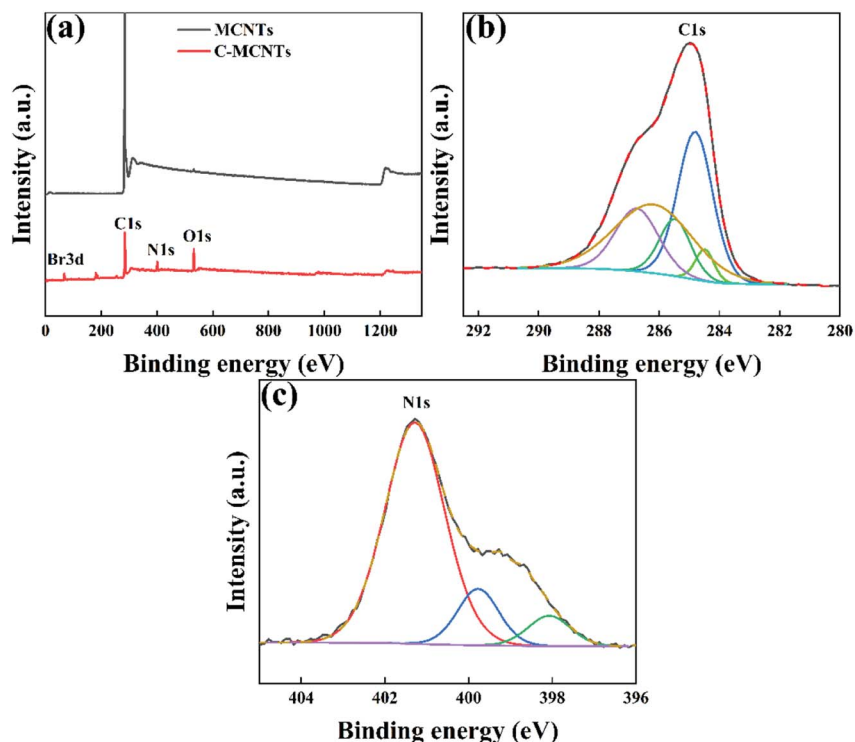 (a)
MCNTs
C-MCNTs
Intensity (a.u.)
Br3d
C1s
N1s
O1s
0 200 400 600 800 1000 1200
Binding energy (eV)
(b)
C1s
Intensity (a.u.)
292 290 288 286 284 282 280
Binding energy (eV)
(c)
N1s
Intensity (a.u.)
404 402 400 398 396
Binding energy (eV)